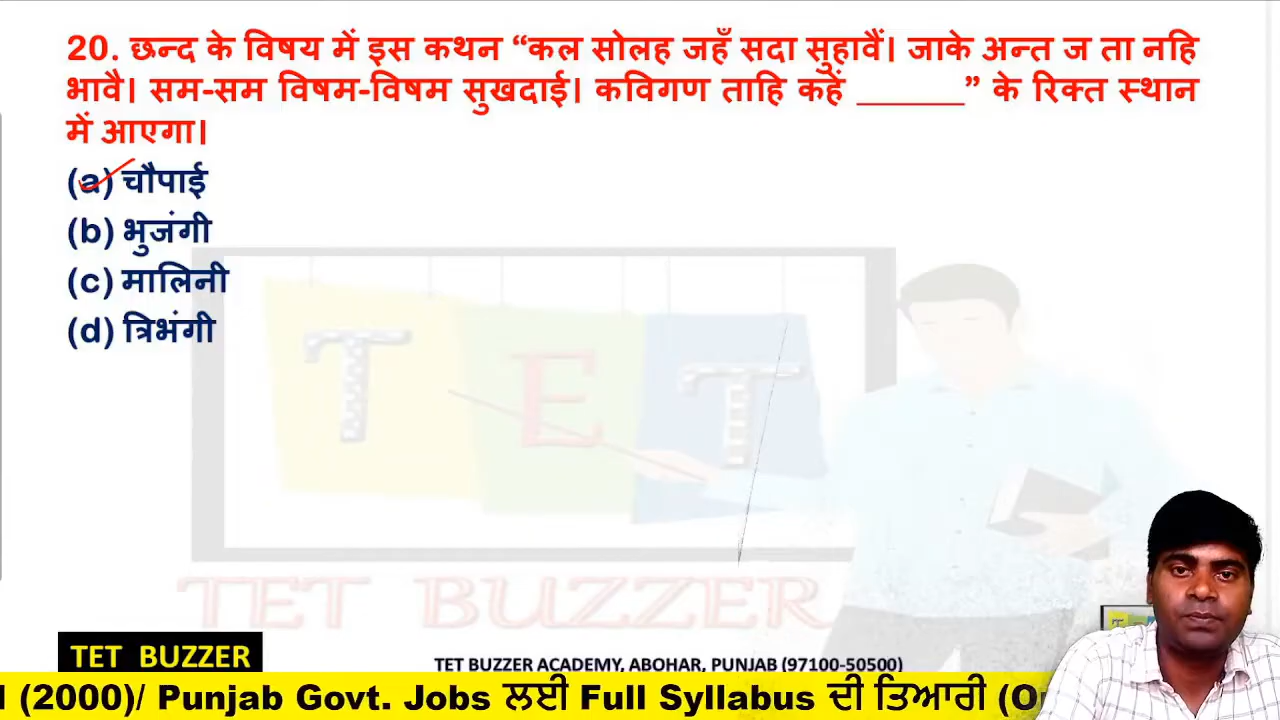 20. छन्द के विषय में इस कथन “कल सोलह जहँ सदा सुहावैं। जाके अन्त ज ता नहि
भावै। सम-सम विषम-विषम सुखदाई। कविगण ताहि कहें ______” के रिक्त स्थान
में आएगा।
(a) चौपाई
(b) भुजंगी
(c) मालिनी
(d) त्रिभंगी
T E T
TET BUZZER
TET BUZZER
TET BUZZER ACADEMY, ABOHAR, PUNJAB (97100-50500)
(2000)/ Punjab Govt. Jobs ਲਈ Full Syllabus ਦੀ ਤਿਆਰੀ